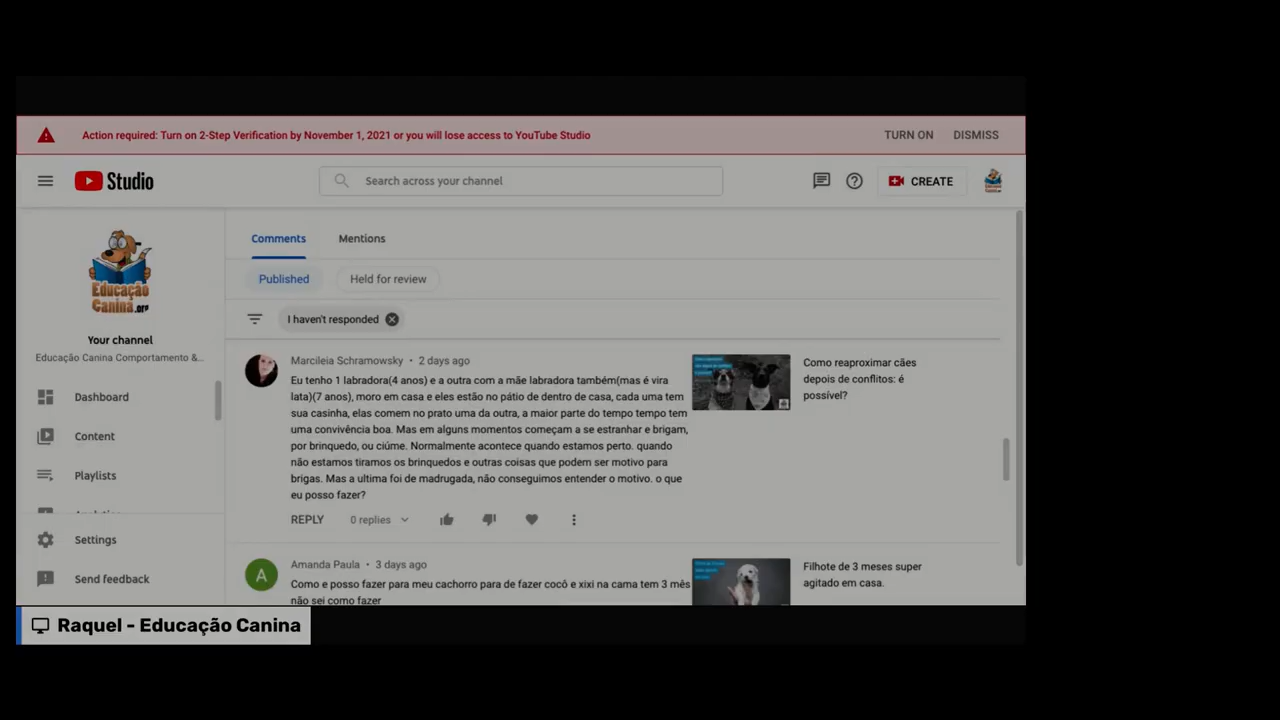 Action required: Turn on 2-Step Verification by November 1, 2021 or you will lose access to YouTube Studio
TURN ON
DISMISS
Studio
Search across your channel
CREATE
Educação
Canina.org
Your channel
Educação Canina Comportamento &...
Dashboard
Content
Playlists
Settings
Send feedback
Comments
Mentions
Published
Held for review
I haven't responded
Marcileia Schramowsky • 2 days ago
Eu tenho 1 labradora(4 anos) e a outra com a mãe labradora também(mas é vira
lata)(7 anos), moro em casa e eles estão no pátio de dentro de casa, cada uma tem
sua casinha, elas comem no prato uma da outra, a maior parte do tempo tempo tem
uma convivência boa. Mas em alguns momentos começam a se estranhar e brigam,
por brinquedo, ou ciúme. Normalmente acontece quando estamos perto. quando
não estamos tiramos os brinquedos e outras coisas que podem ser motivo para
brigas. Mas a ultima foi de madrugada, não conseguimos entender o motivo. o que
eu posso fazer?
REPLY
0 replies
Como reaproximar cães
depois de conflitos: é
possível?
A
Amanda Paula • 3 days ago
Como e posso fazer para meu cachorro para de fazer cocô e xixi na cama tem 3 mês
não sei como fazer
Filhote de 3 meses super
agitado em casa.
Raquel - Educação Canina